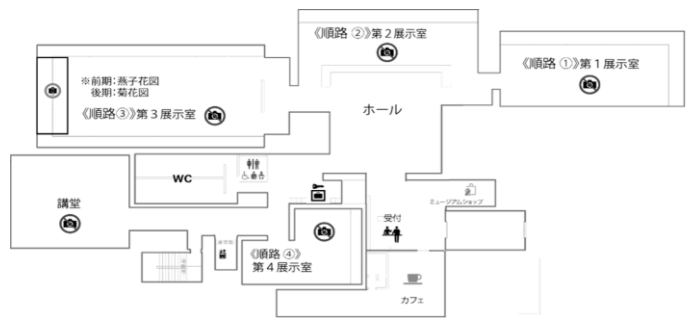 《順路 ②》第２展示室
《順路 ①》第１展示室
※前期：燕子花図
後期：菊花図
《順路③》第３展示室
ホール
WC
講堂
ミュージアムショップ
受付
《順路 ④》
第４展示室
カフェ